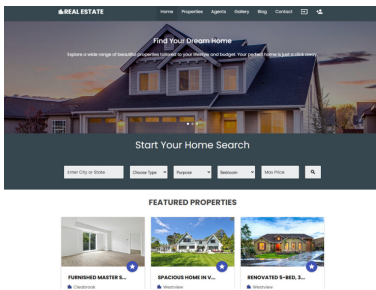 REAL ESTATE
Home Properties Agents Gallery Blog Contact
Find Your Dream Home
Explore a wide range of beautiful properties tailored to your lifestyle and budget. Your perfect home is just a click away.
Start Your Home Search
Enter City or State Choose Type Purpose Bedroom Max Price
FEATURED PROPERTIES
FURNISHED MASTER S... SPACIOUS HOME IN V... RENOVATED 5-BED, 3...
Clearbrook Westview Westview